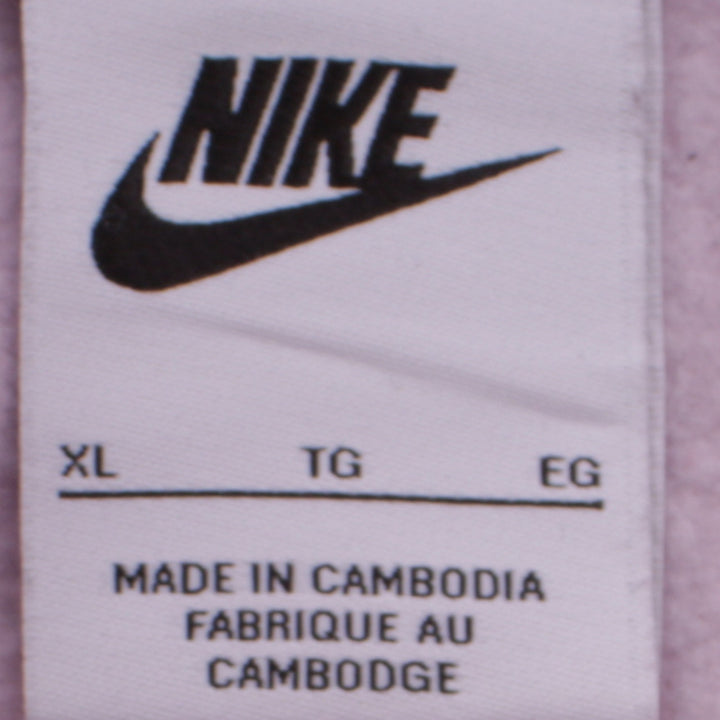 NIKE
XL TG EG
MADE IN CAMBODIA
FABRIQUE AU
CAMBODGE